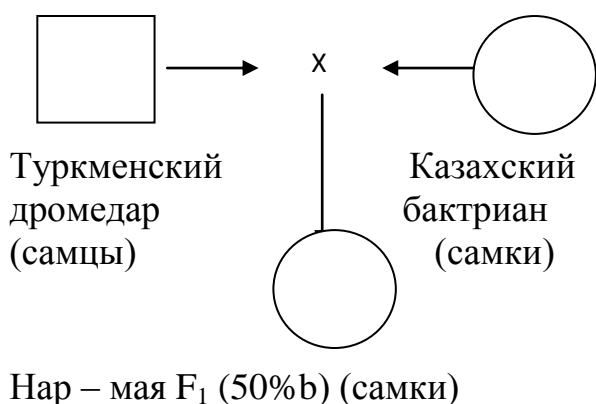 х
Туркменский Казахский
дромедар бактриан
(самцы) (самки)
Нар – мая F₁ (50%b) (самки)